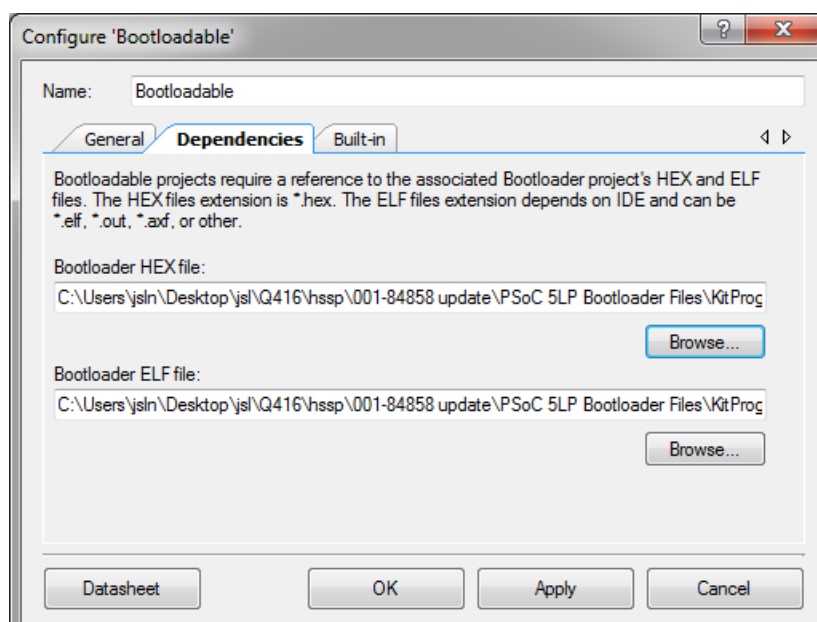 Configure 'Bootloadable'
Name: Bootloadable
General Dependencies Built-in
Bootloadable projects require a reference to the associated Bootloader project's HEX and ELF
files. The HEX files extension is *.hex. The ELF files extension depends on IDE and can be
*.elf, *.out, *.axf, or other.
Bootloader HEX file:
C:\Users\jsln\Desktop\jsl\Q416\hssp\001-84858 update\PSoC 5LP Bootloader Files\KitProg
Browse...
Bootloader ELF file:
C:\Users\jsln\Desktop\jsl\Q416\hssp\001-84858 update\PSoC 5LP Bootloader Files\KitProg
Browse...
Datasheet OK Apply Cancel